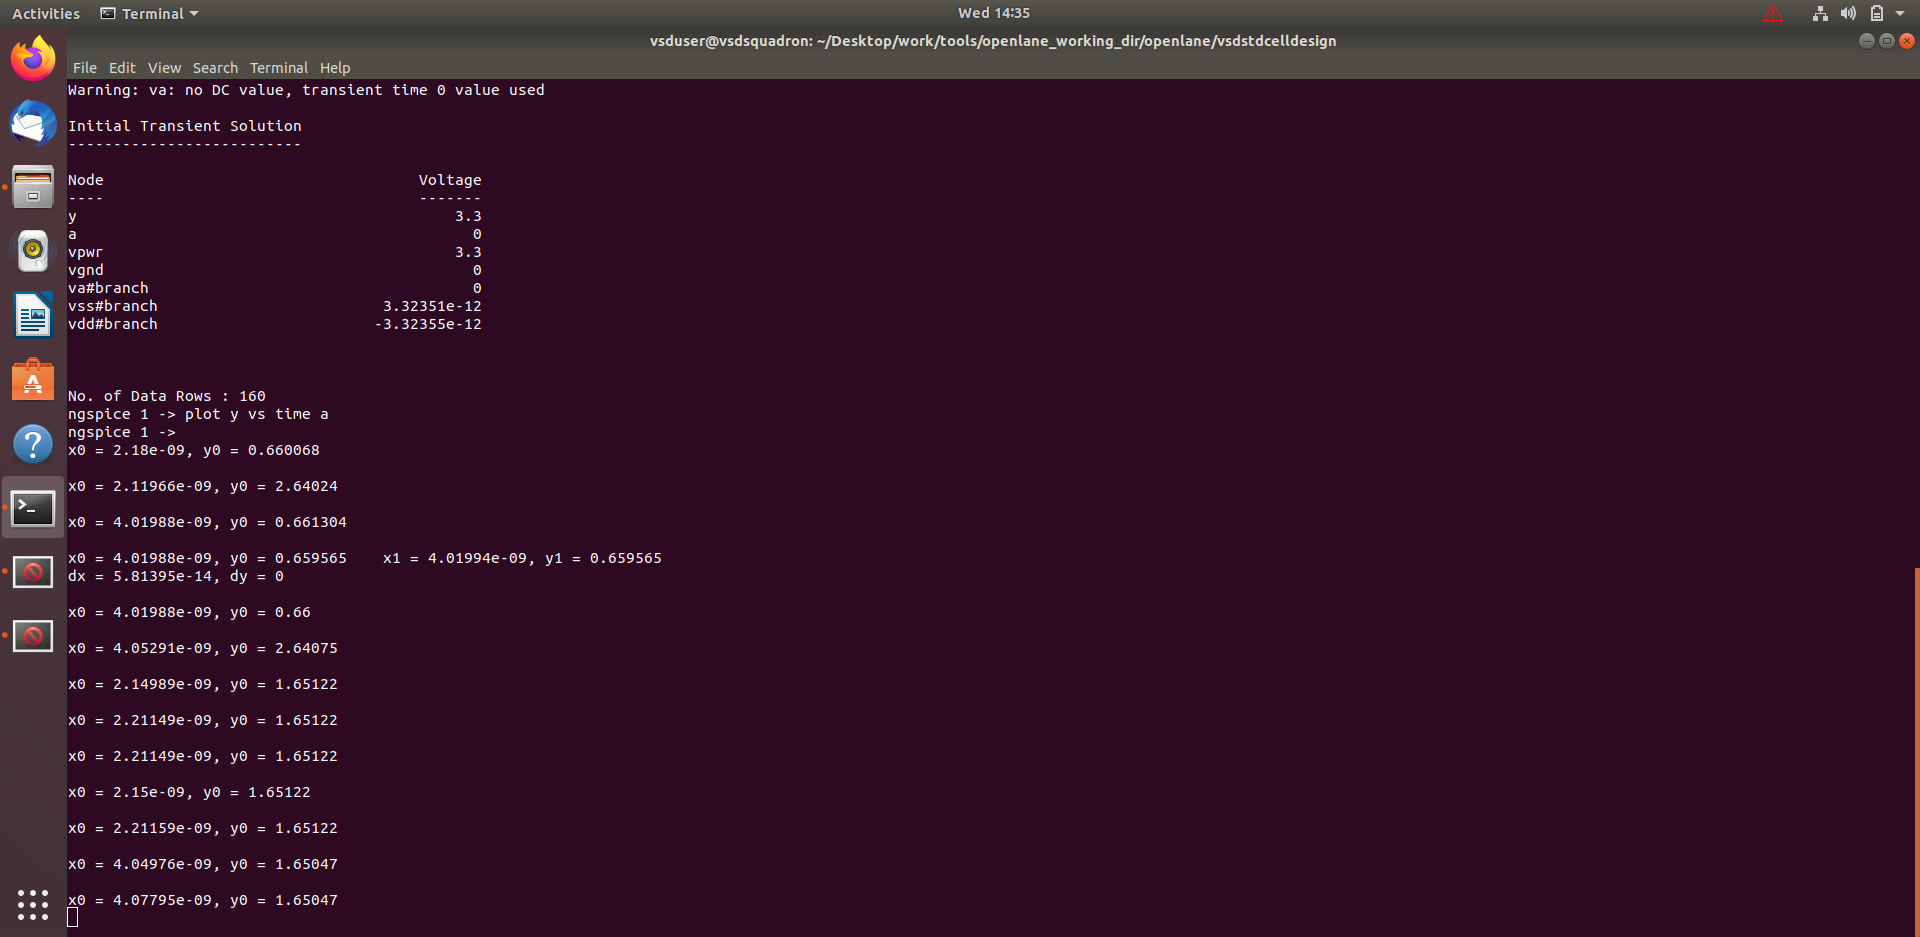 Activities Terminal Wed 14:35
vsduser@vsdsquadron: ~/Desktop/work/tools/openlane_working_dir/openlane/vsdstdcelldesign
File Edit View Search Terminal Help
Warning: va: no DC value, transient time 0 value used
Initial Transient Solution
--------------------------
Node Voltage
---- -------
y 3.3
a 0
vpwr 3.3
vgnd 0
va#branch 0
vss#branch 3.32351e-12
vdd#branch -3.32355e-12
No. of Data Rows : 160
ngspice 1 -> plot y vs time a
ngspice 1 ->
x0 = 2.18e-09, y0 = 0.660068
x0 = 2.11966e-09, y0 = 2.64024
x0 = 4.01988e-09, y0 = 0.661304
x0 = 4.01988e-09, y0 = 0.659565 x1 = 4.01994e-09, y1 = 0.659565
dx = 5.81395e-14, dy = 0
x0 = 4.01988e-09, y0 = 0.66
x0 = 4.05291e-09, y0 = 2.64075
x0 = 2.14989e-09, y0 = 1.65122
x0 = 2.21149e-09, y0 = 1.65122
x0 = 2.21149e-09, y0 = 1.65122
x0 = 2.15e-09, y0 = 1.65122
x0 = 2.21159e-09, y0 = 1.65122
x0 = 4.04976e-09, y0 = 1.65047
x0 = 4.07795e-09, y0 = 1.65047